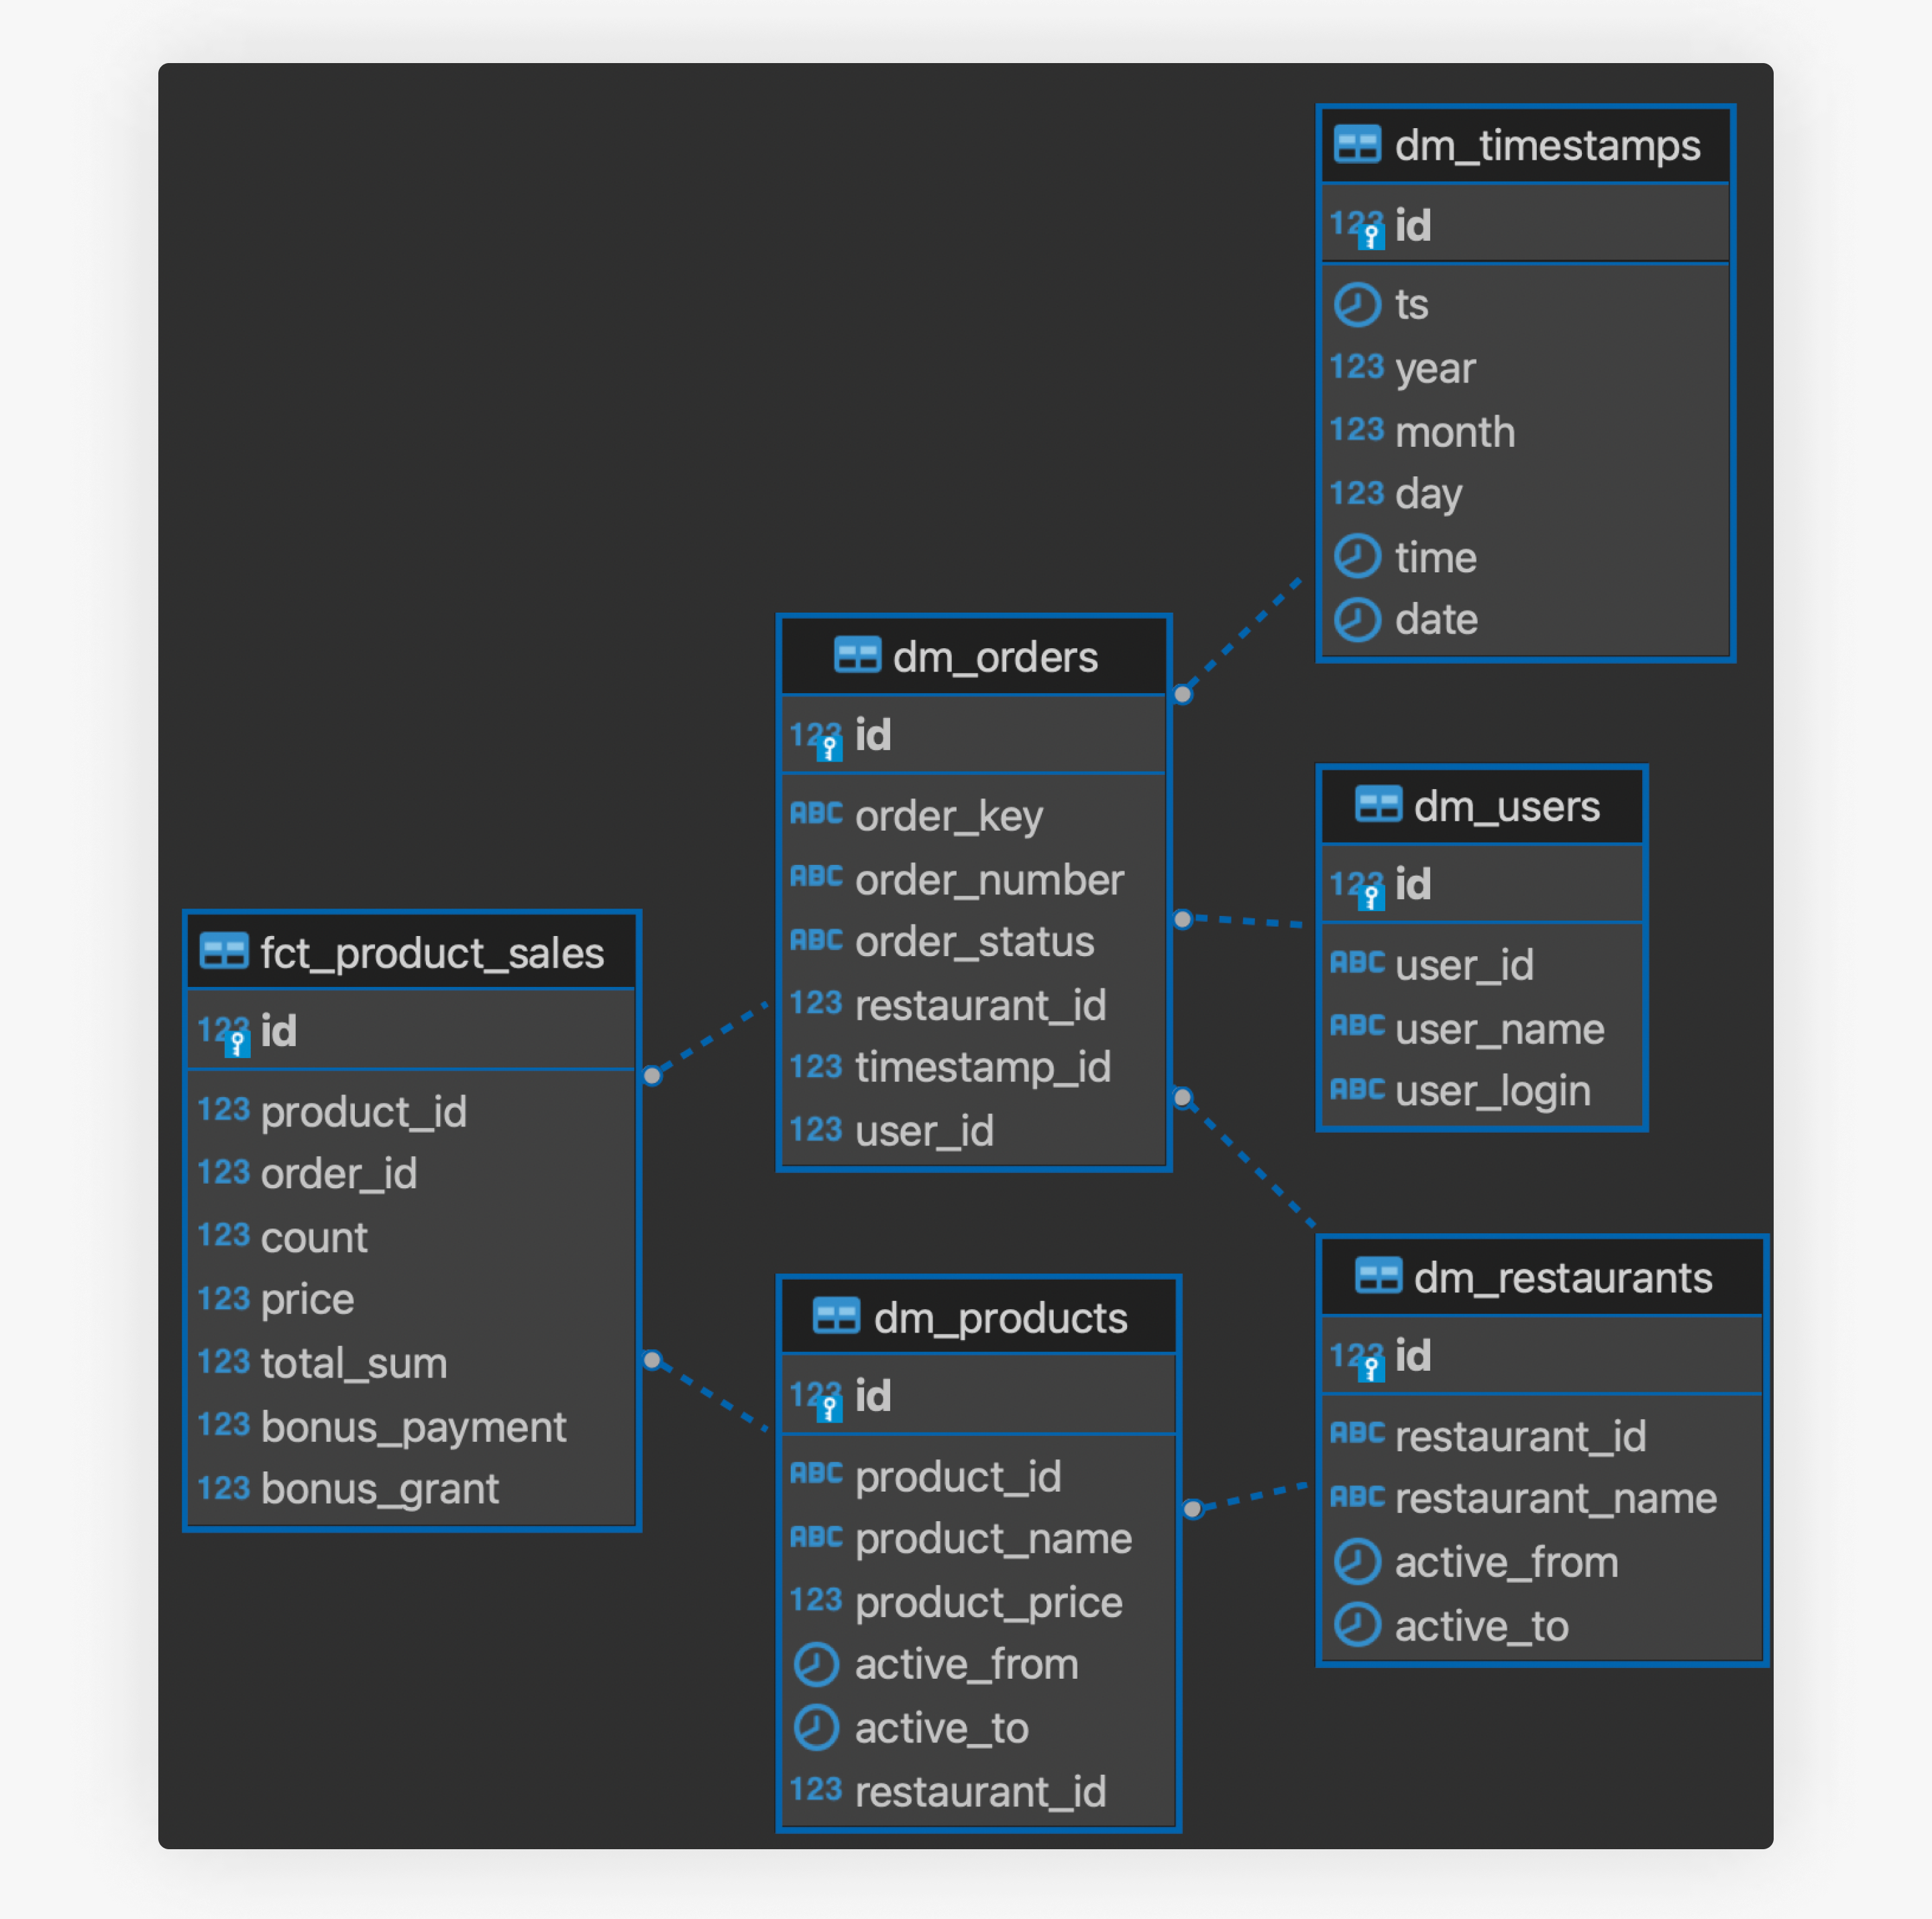 dm_timestamps
123 id
ts
123 year
123 month
123 day
time
date
dm_orders
123 id
ABC order_key
ABC order_number
ABC order_status
123 restaurant_id
123 timestamp_id
123 user_id
dm_users
123 id
ABC user_id
ABC user_name
ABC user_login
fct_product_sales
123 id
123 product_id
123 order_id
123 count
123 price
123 total_sum
123 bonus_payment
123 bonus_grant
dm_products
123 id
ABC product_id
ABC product_name
123 product_price
active_from
active_to
123 restaurant_id
dm_restaurants
123 id
ABC restaurant_id
ABC restaurant_name
active_from
active_to